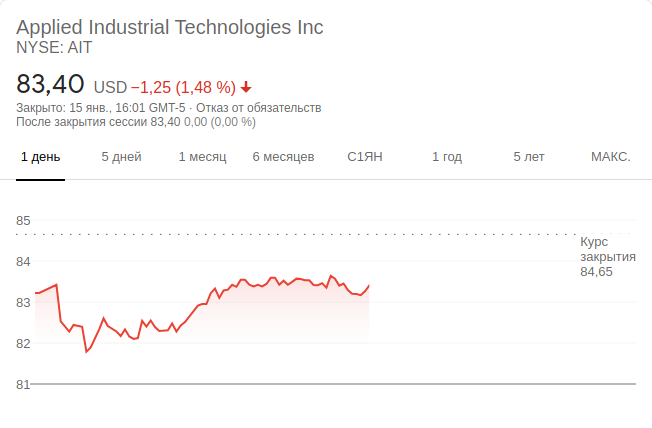 Applied Industrial Technologies Inc
NYSE: AIT
83,40 USD −1,25 (1,48 %)
Закрыто: 15 янв., 16:01 GMT-5 · Отказ от обязательств
После закрытия сессии 83,40 0,00 (0,00 %)
1 день 5 дней 1 месяц 6 месяцев С1ЯН 1 год 5 лет МАКС.
85
Курс
закрытия
84,65
84
83
82
81